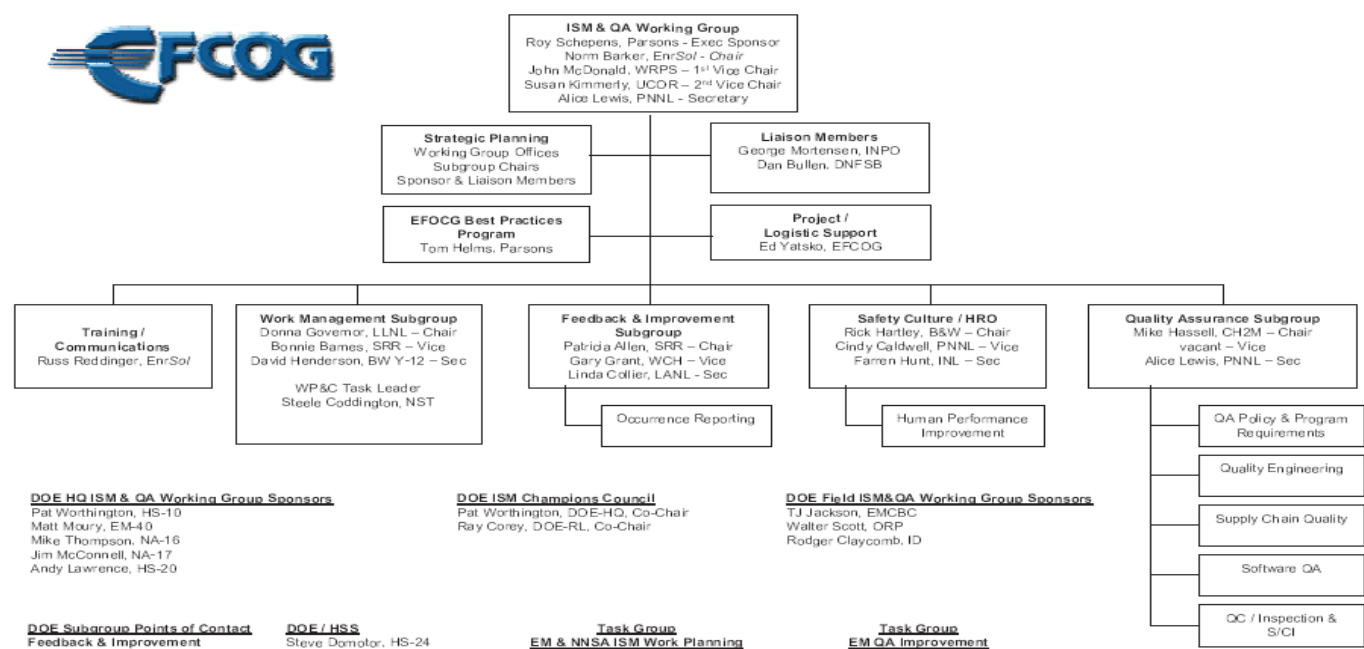 EFCOG
ISM & QA Working Group
Roy Schepens, Parsons - Exec Sponsor
Norm Barker, EnrSol - Chair
John McDonald, WRPS – 1st Vice Chair
Susan Kimmerly, UCOR – 2nd Vice Chair
Alice Lewis, PNNL - Secretary
Strategic Planning
Working Group Offices
Subgroup Chairs
Sponsor & Liaison Members
Liaison Members
George Mortensen, INPO
Dan Bullen, DNFSB
EFOCG Best Practices
Program
Tom Helms, Parsons
Project /
Logistic Support
Ed Yatsko, EFCOG
Training /
Communications
Russ Reddinger, EnrSol
Work Management Subgroup
Donna Governor, LLNL – Chair
Bonnie Barnes, SRR – Vice
David Henderson, BW Y-12 – Sec
WP&C Task Leader
Steele Coddington, NST
Feedback & Improvement
Subgroup
Patricia Allen, SRR – Chair
Gary Grant, WCH – Vice
Linda Collier, LANL - Sec
Occurrence Reporting
Safety Culture / HRO
Rick Hartley, B&W – Chair
Cindy Caldwell, PNNL – Vice
Farren Hunt, INL – Sec
Human Performance
Improvement
Quality Assurance Subgroup
Mike Hassell, CH2M – Chair
vacant – Vice
Alice Lewis, PNNL – Sec
QA Policy & Program
Requirements
Quality Engineering
Supply Chain Quality
Software QA
QC / Inspection &
S/CI
DOE HQ ISM & QA Working Group Sponsors
Pat Worthington, HS-10
Matt Moury, EM-40
Mike Thompson, NA-16
Jim McConnell, NA-17
Andy Lawrence, HS-20
DOE ISM Champions Council
Pat Worthington, DOE-HQ, Co-Chair
Ray Corey, DOE-RL, Co-Chair
DOE Field ISM&QA Working Group Sponsors
TJ Jackson, EMCBC
Walter Scott, ORP
Rodger Claycomb, ID
DOE Subgroup Points of Contact
Feedback & Improvement
DOE / HSS
Steve Domotor, HS-24
Task Group
EM & NNSA ISM Work Planning
Task Group
EM QA Improvement